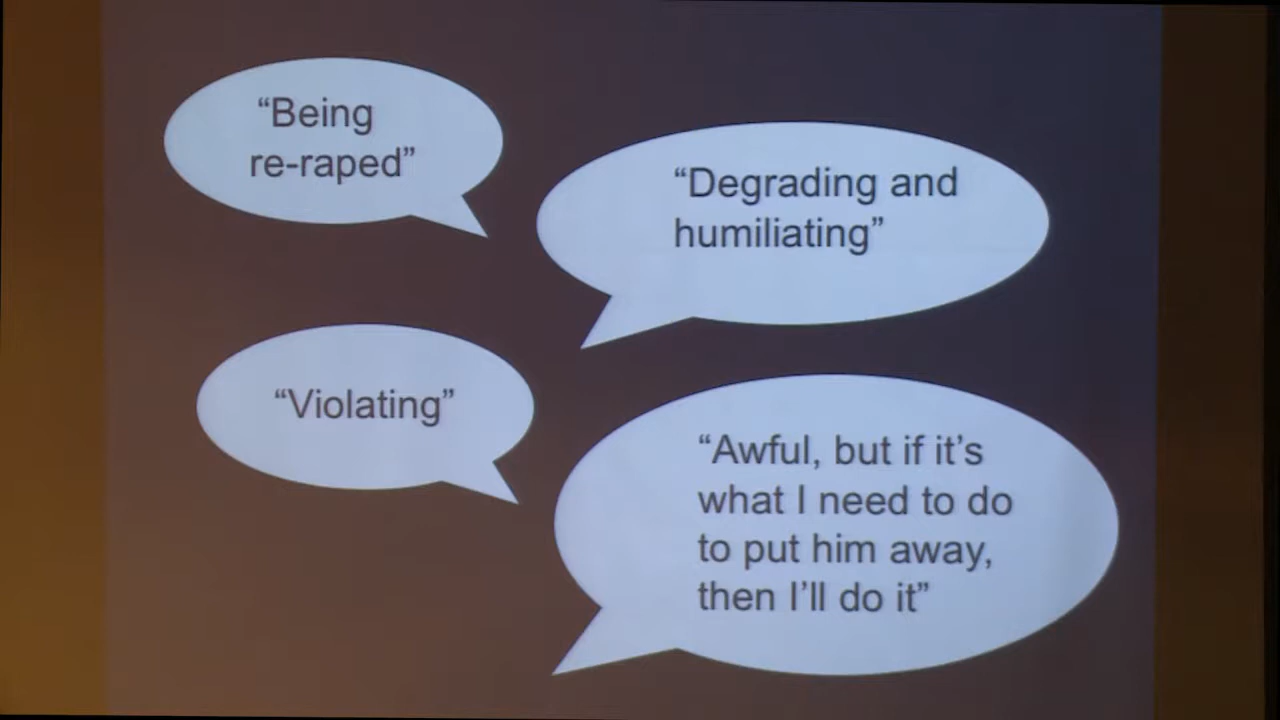 “Being
re-raped”
“Degrading and
humiliating”
“Violating”
“Awful, but if it’s
what I need to do
to put him away,
then I’ll do it”